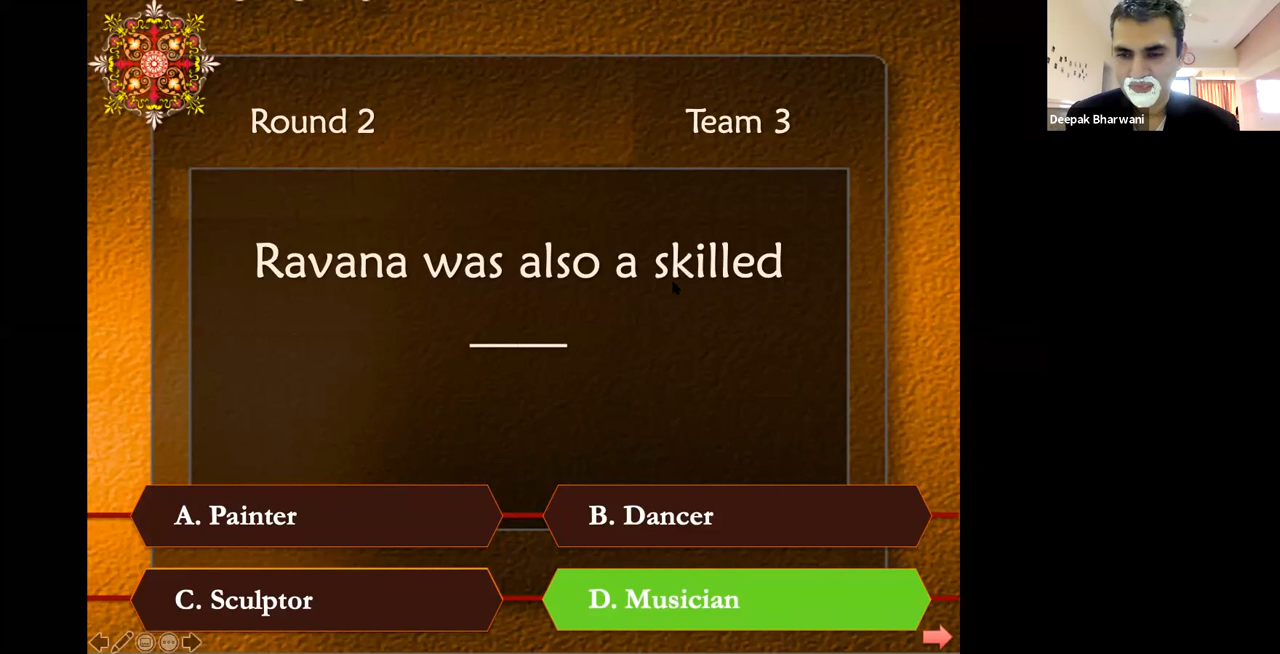 Round 2
Team 3
Deepak Bharwani
Ravana was also a skilled
A. Painter
B. Dancer
C. Sculptor
D. Musician